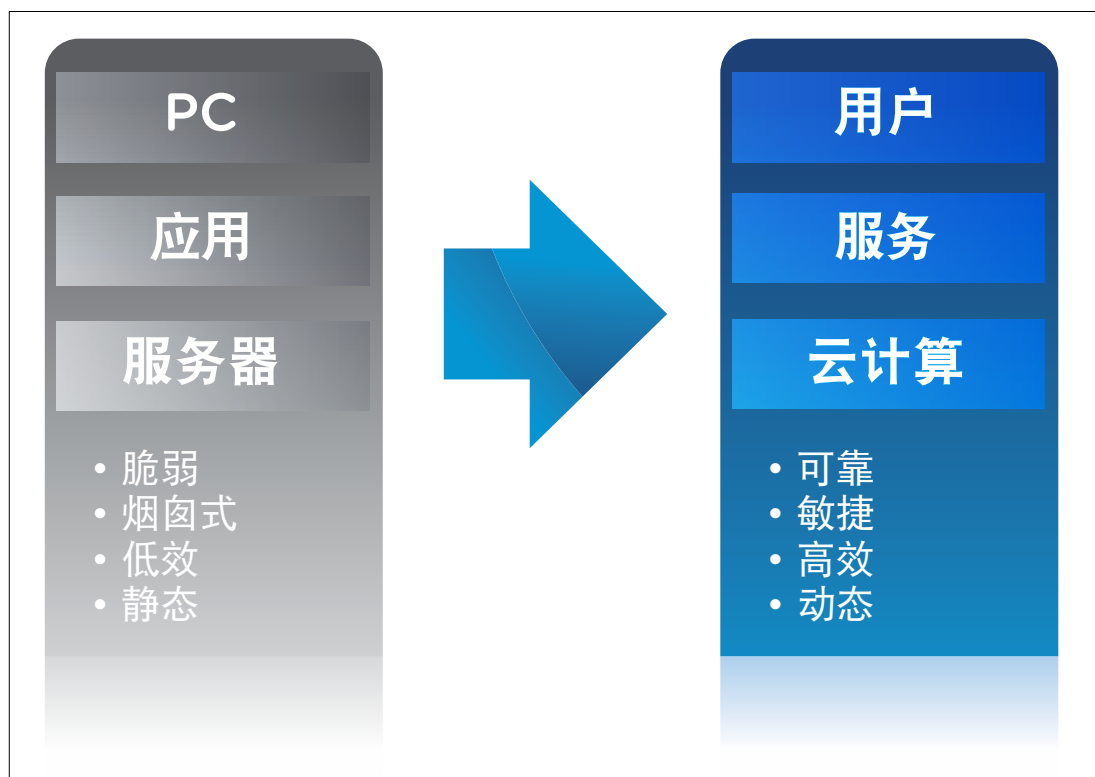 PC
应用
服务器
• 脆弱
• 烟囱式
• 低效
• 静态
用户
服务
云计算
• 可靠
• 敏捷
• 高效
• 动态